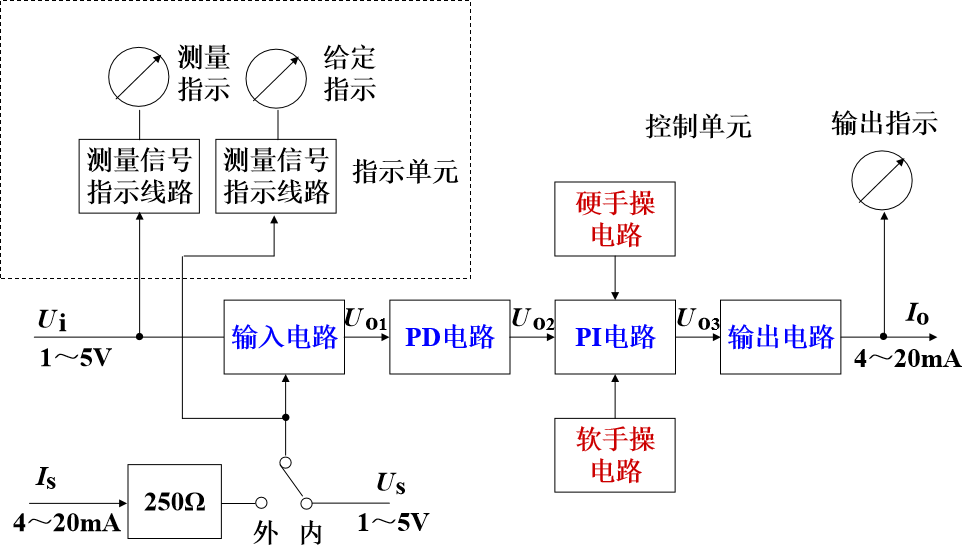 测量
指示
给定
指示
控制单元
输出指示
测量信号
指示线路
测量信号
指示线路
指示单元
硬手操
电路
Ui
1～5V
输入电路
Uo1
PD电路
Uo2
PI电路
Uo3
输出电路
Io
4～20mA
软手操
电路
Is
4～20mA
250Ω
外
内
Us
1～5V